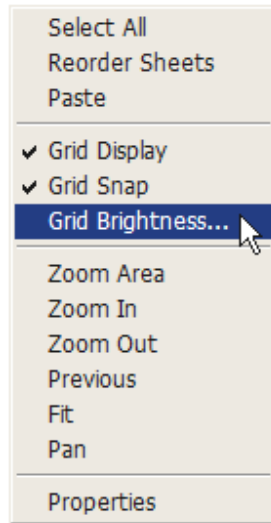 Select All
Reorder Sheets
Paste
Grid Display
Grid Snap
Grid Brightness...
Zoom Area
Zoom In
Zoom Out
Previous
Fit
Pan
Properties